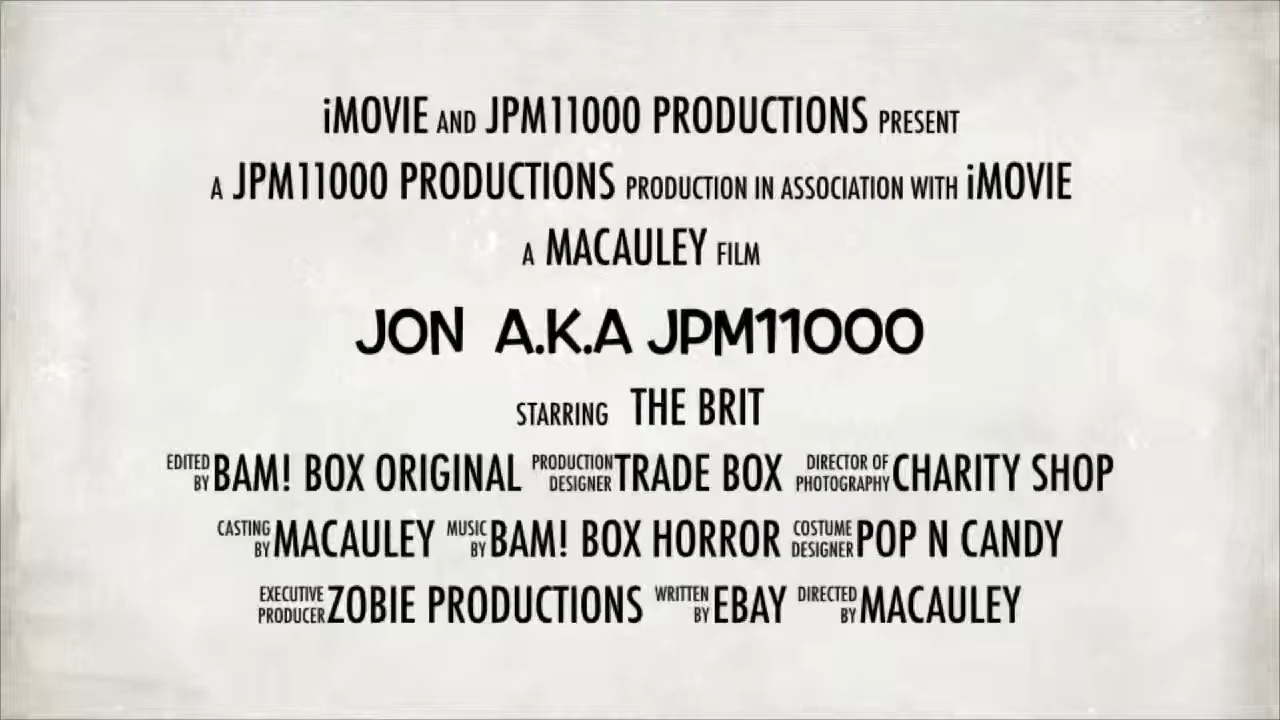 iMOVIE AND JPM11000 PRODUCTIONS PRESENT
A JPM11000 PRODUCTIONS PRODUCTION IN ASSOCIATION WITH iMOVIE
A MACAULEY FILM
JON A.K.A JPM11000
STARRING THE BRIT
EDITED BY BAM! BOX ORIGINAL PRODUCTION DESIGNER TRADE BOX DIRECTOR OF PHOTOGRAPHY CHARITY SHOP
CASTING BY MACAULEY MUSIC BY BAM! BOX HORROR COSTUME DESIGNER POP N CANDY
EXECUTIVE PRODUCER ZOBIE PRODUCTIONS WRITTEN BY EBAY DIRECTED BY MACAULEY